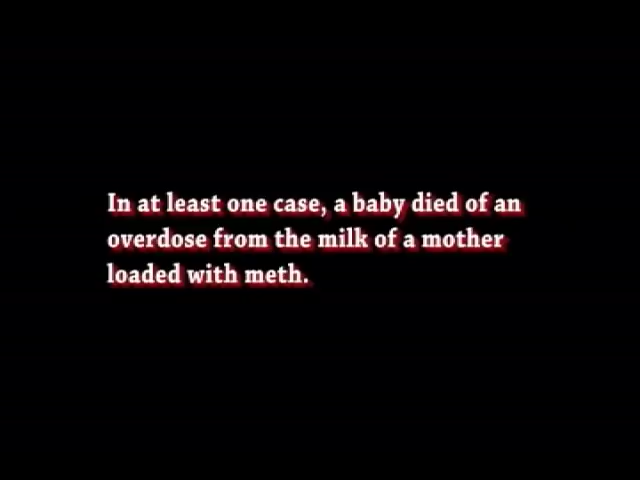 In at least one case, a baby died of an
overdose from the milk of a mother
loaded with meth.